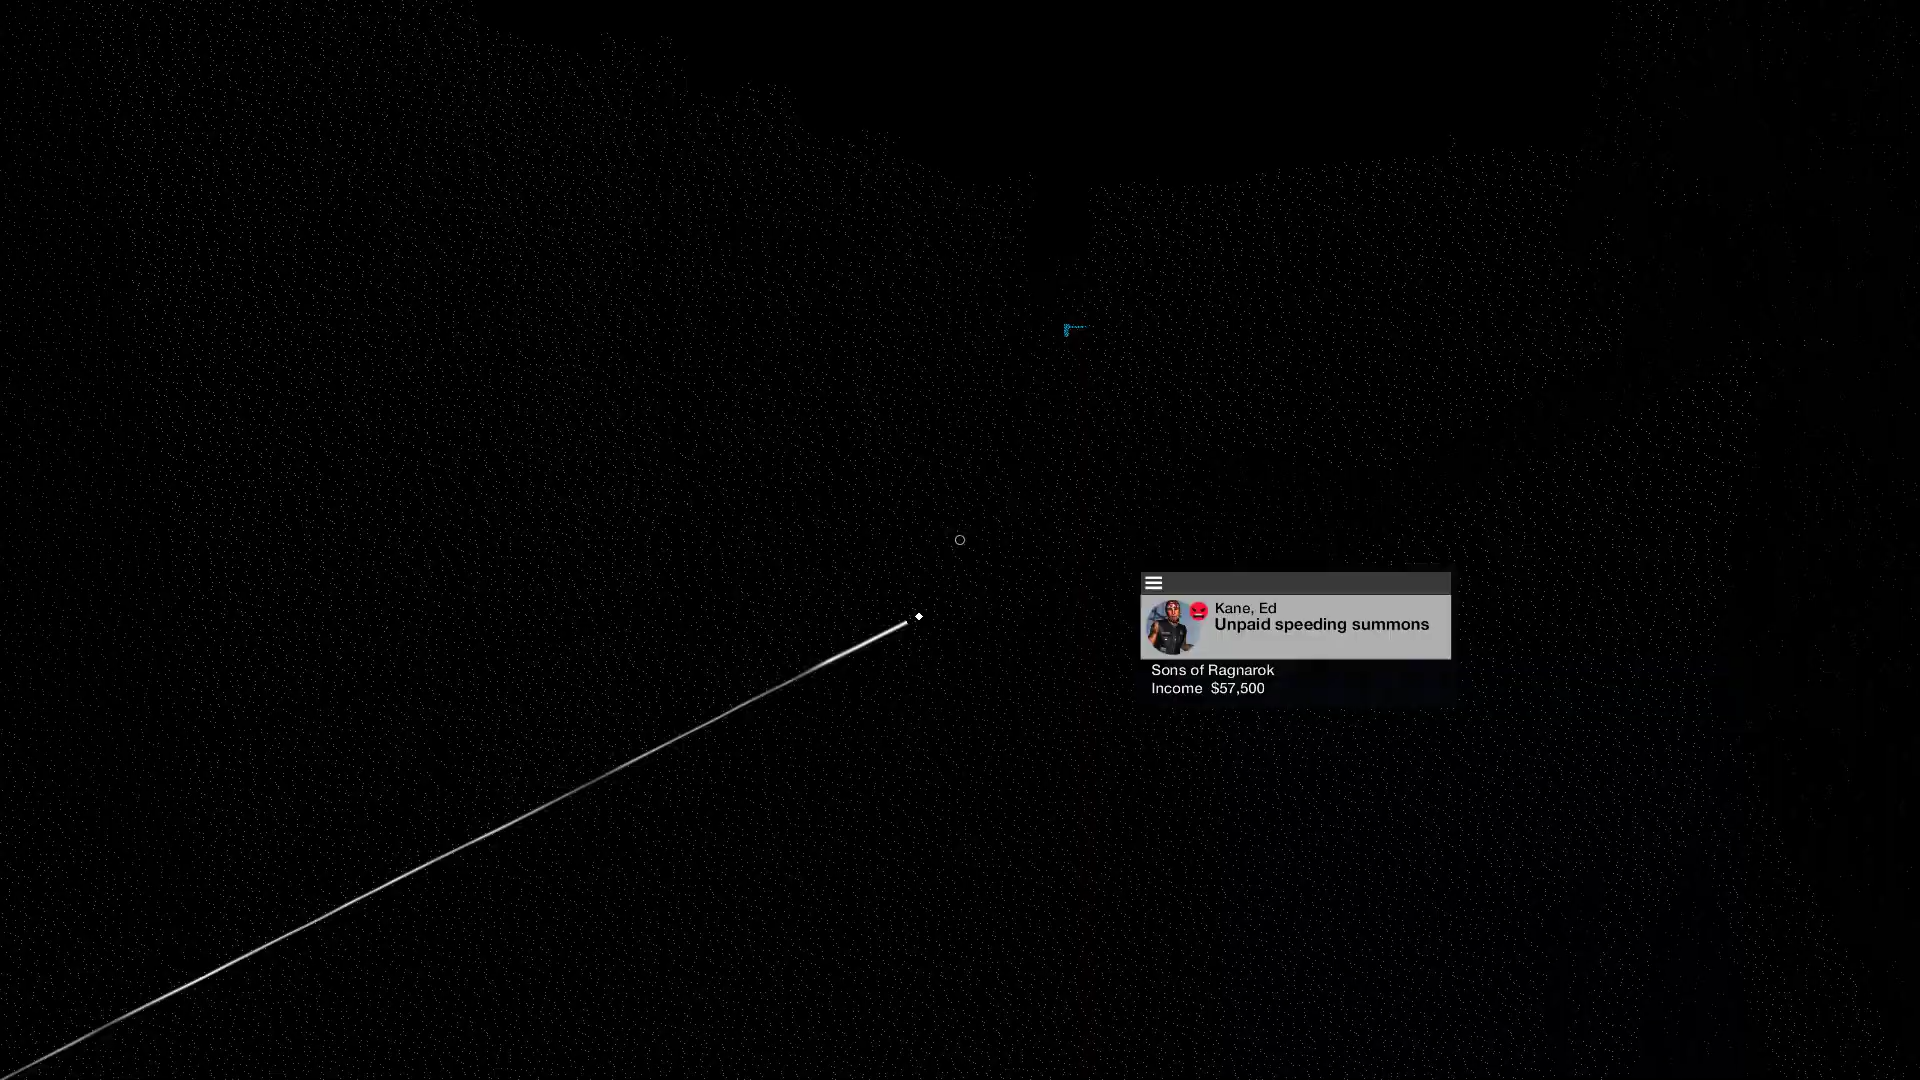 Kane, Ed
Unpaid speeding summons
Sons of Ragnarok
Income $57,500